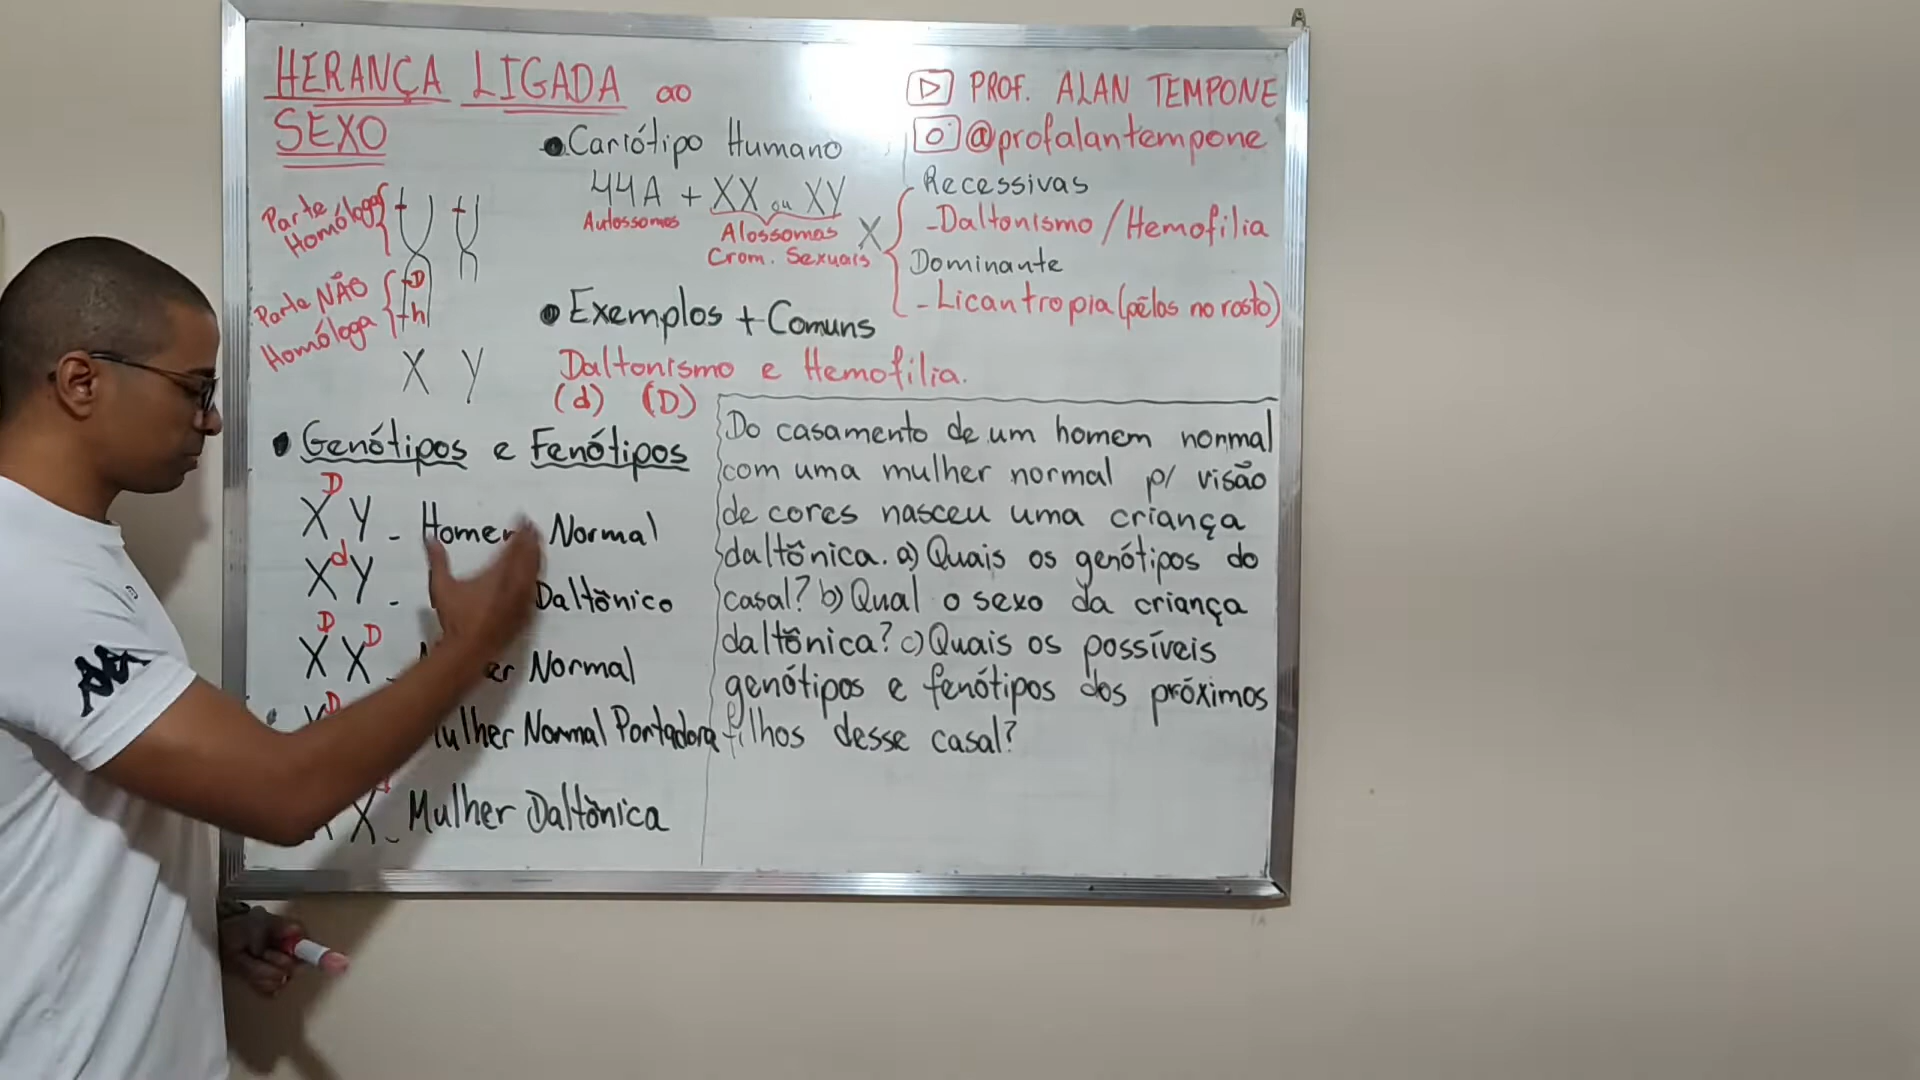 HERANÇA LIGADA ao
SEXO
PROF. ALAN TEMPONE
@profalantempone
Parte
Homóloga
Parte NÃO
Homóloga
D
h
X Y
Cariótipo Humano
44A + XX ou XY
Autossomos
Alossomas
Crom. Sexuais
X
Recessivas
-Daltonismo/Hemofilia
Dominante
-Licantropia(pêlos no rosto)
Exemplos + Comuns
Daltonismo e Hemofilia.
(d) (D)
Genótipos e Fenótipos
X^D Y - Homem Normal
X^d Y - Daltônico
X^D X^D - Normal
Mulher Normal Portadora
Mulher Daltônica
Do casamento de um homem normal
com uma mulher normal p/ visão
de cores nasceu uma criança
daltônica. a) Quais os genótipos do
casal? b) Qual o sexo da criança
daltônica? c) Quais os possíveis
genótipos e fenótipos dos próximos
filhos desse casal?